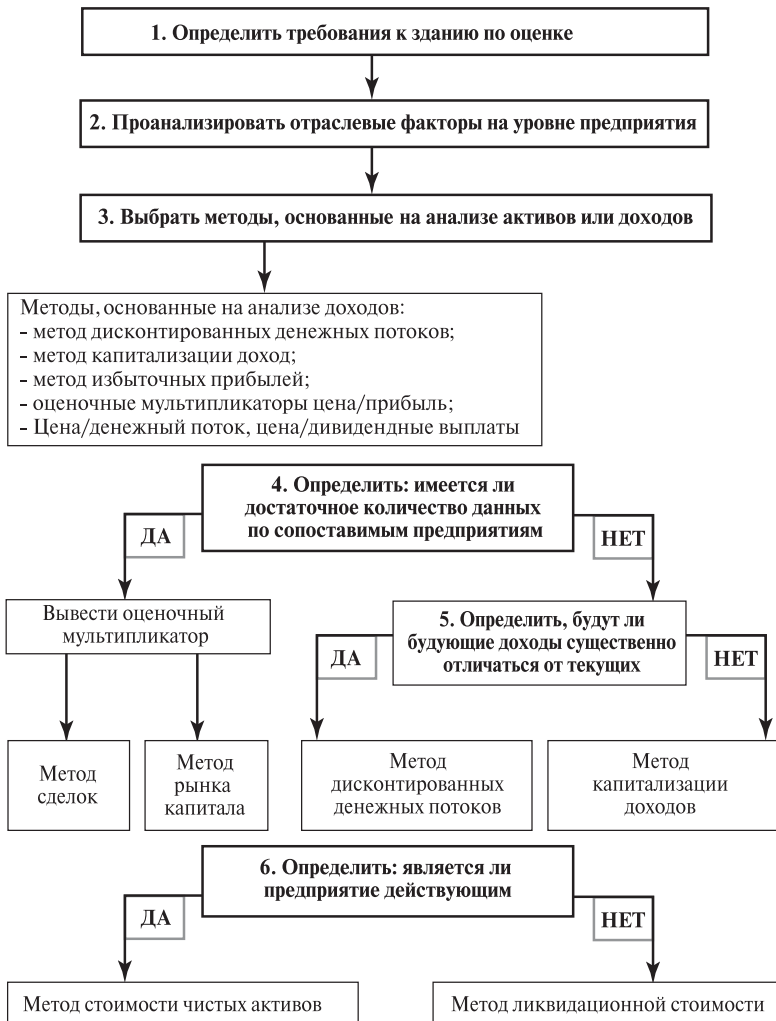 1. Определить требования к зданию по оценке
2. Проанализировать отраслевые факторы на уровне предприятия
3. Выбрать методы, основанные на анализе активов или доходов
Методы, основанные на анализе доходов:
- метод дисконтированных денежных потоков;
- метод капитализации доход;
- метод избыточных прибылей;
- оценочные мультипликаторы цена/прибыль;
- Цена/денежный поток, цена/дивидендные выплаты
4. Определить: имеется ли
достаточное количество данных
по сопоставимым предприятиям
ДА
НЕТ
Вывести оценочный
мультипликатор
5. Определить, будут ли
будующие доходы существенно
отличаться от текущих
ДА
НЕТ
Метод
сделок
Метод
рынка
капитала
Метод
дисконтированных
денежных потоков
Метод
капитализации
доходов
6. Определить: является ли
предприятие действующим
ДА
НЕТ
Метод стоимости чистых активов
Метод ликвидационной стоимости